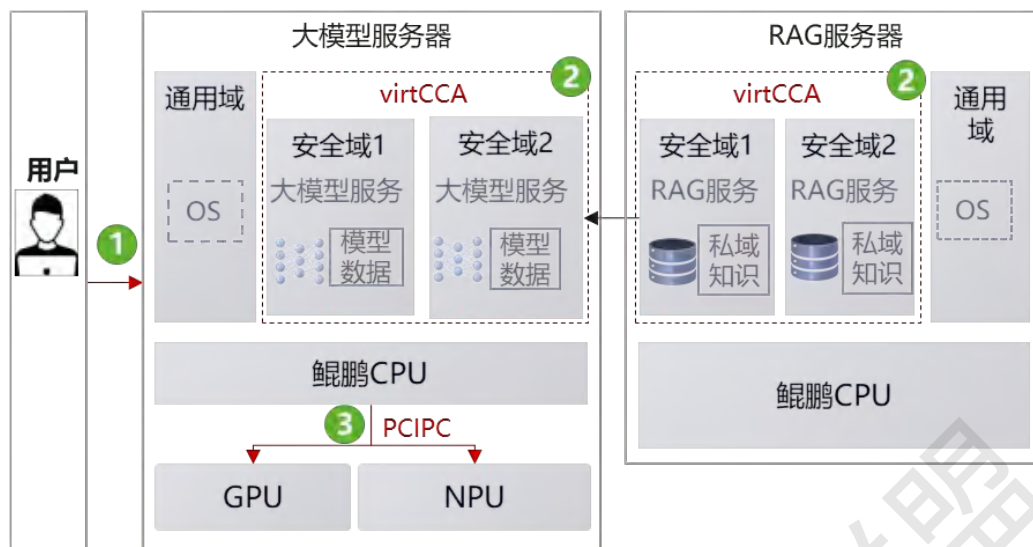 用户
1
大模型服务器
通用域
OS
2
virtCCA
安全域1
大模型服务
模型
数据
安全域2
大模型服务
模型
数据
鲲鹏CPU
3
PCIPC
GPU
NPU
RAG服务器
2
virtCCA
安全域1
RAG服务
私域
知识
安全域2
RAG服务
私域
知识
通用
域
OS
鲲鹏CPU